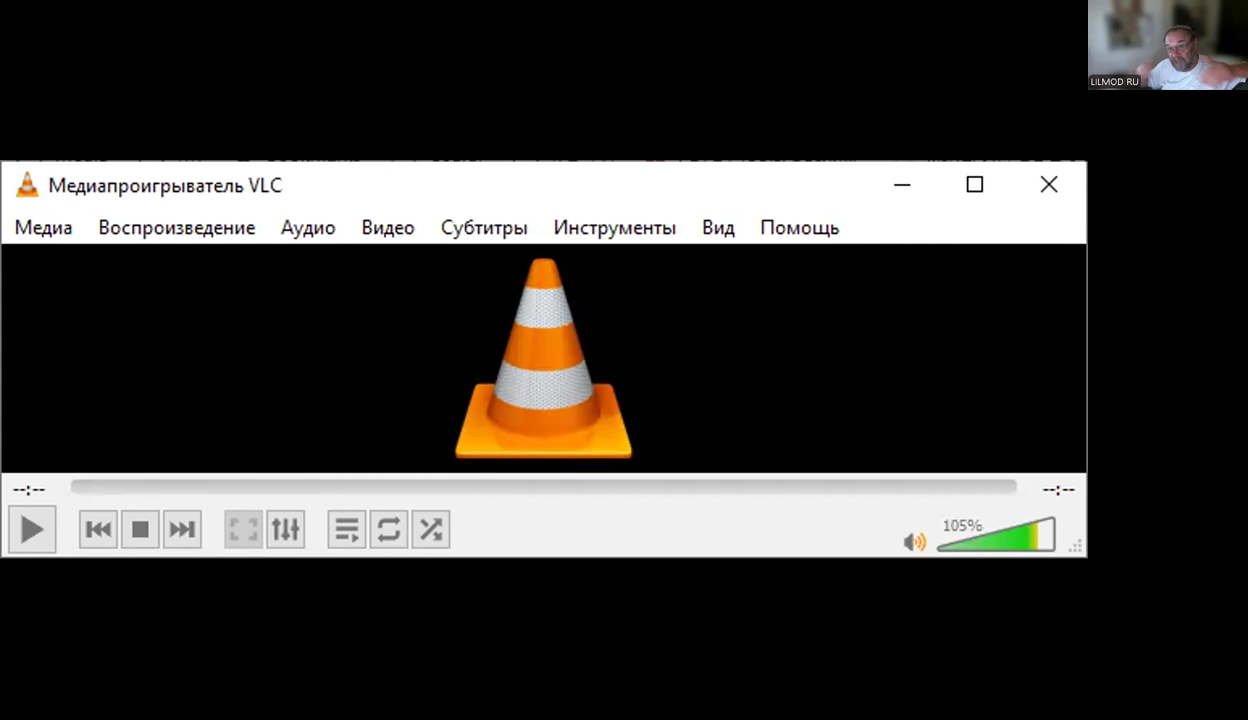 LILMOD RU
Медиапроигрыватель VLC
Медиа Воспроизведение Аудио Видео Субтитры Инструменты Вид Помощь
--:-- --:--
105%